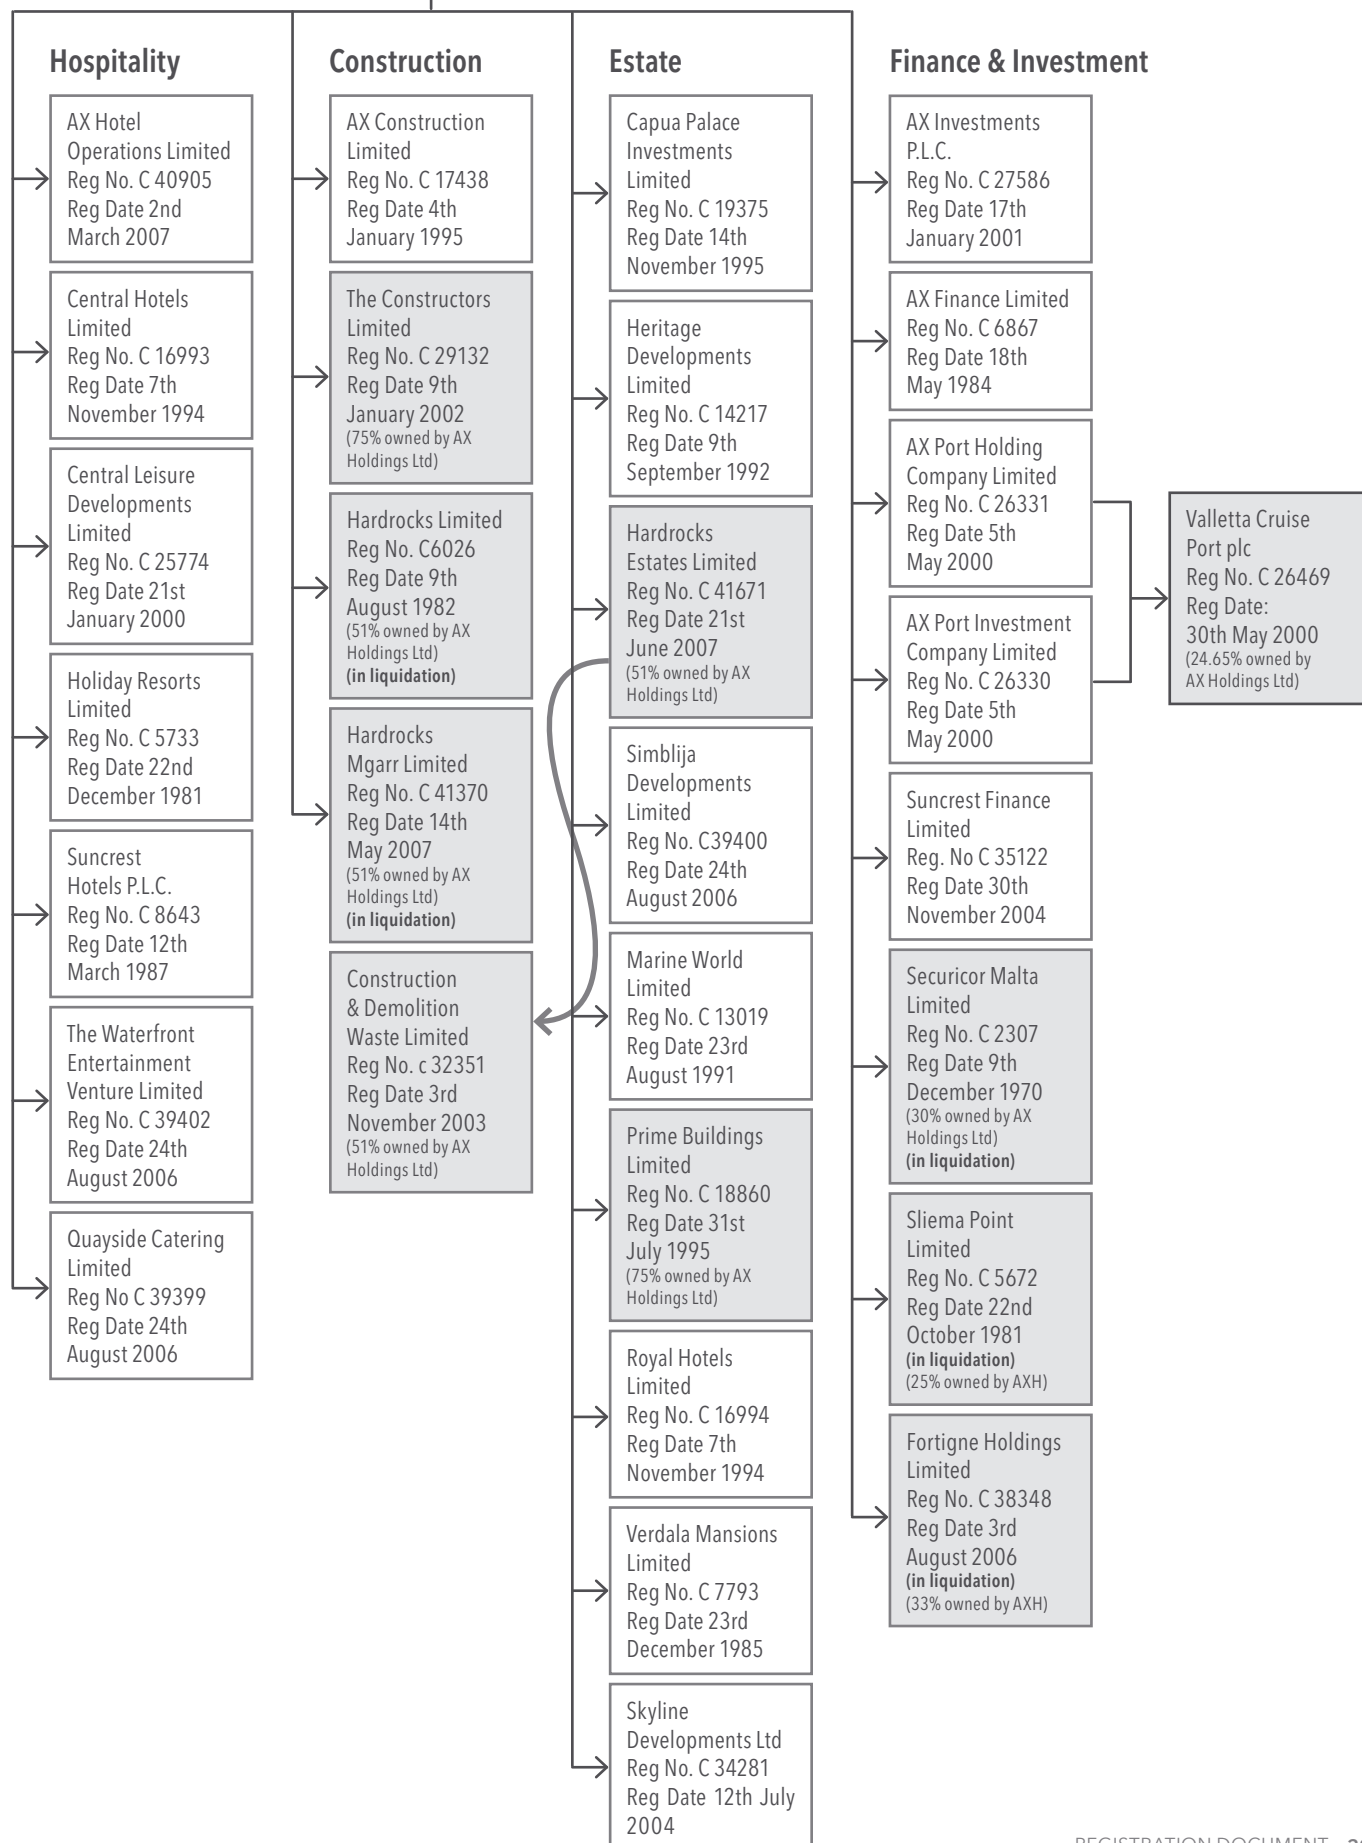 Hospitality
AX Hotel
Operations Limited
Reg No. C 40905
Reg Date 2nd
March 2007
Central Hotels
Limited
Reg No. C 16993
Reg Date 7th
November 1994
Central Leisure
Developments
Limited
Reg No. C 25774
Reg Date 21st
January 2000
Holiday Resorts
Limited
Reg No. C 5733
Reg Date 22nd
December 1981
Suncrest
Hotels P.L.C.
Reg No. C 8643
Reg Date 12th
March 1987
The Waterfront
Entertainment
Venture Limited
Reg No. C 39402
Reg Date 24th
August 2006
Quayside Catering
Limited
Reg No C 39399
Reg Date 24th
August 2006
Construction
AX Construction
Limited
Reg No. C 17438
Reg Date 4th
January 1995
The Constructors
Limited
Reg No. C 29132
Reg Date 9th
January 2002
(75% owned by AX
Holdings Ltd)
Hardrocks Limited
Reg No. C6026
Reg Date 9th
August 1982
(51% owned by AX
Holdings Ltd)
(in liquidation)
Hardrocks
Mgarr Limited
Reg No. C 41370
Reg Date 14th
May 2007
(51% owned by AX
Holdings Ltd)
(in liquidation)
Construction
& Demolition
Waste Limited
Reg No. c 32351
Reg Date 3rd
November 2003
(51% owned by AX
Holdings Ltd)
Estate
Capua Palace
Investments
Limited
Reg No. C 19375
Reg Date 14th
November 1995
Heritage
Developments
Limited
Reg No. C 14217
Reg Date 9th
September 1992
Hardrocks
Estates Limited
Reg No. C 41671
Reg Date 21st
June 2007
(51% owned by AX
Holdings Ltd)
Simblija
Developments
Limited
Reg No. C39400
Reg Date 24th
August 2006
Marine World
Limited
Reg No. C 13019
Reg Date 23rd
August 1991
Prime Buildings
Limited
Reg No. C 18860
Reg Date 31st
July 1995
(75% owned by AX
Holdings Ltd)
Royal Hotels
Limited
Reg No. C 16994
Reg Date 7th
November 1994
Verdala Mansions
Limited
Reg No. C 7793
Reg Date 23rd
December 1985
Skyline
Developments Ltd
Reg No. C 34281
Reg Date 12th July
2004
Finance & Investment
AX Investments
P.L.C.
Reg No. C 27586
Reg Date 17th
January 2001
AX Finance Limited
Reg No. C 6867
Reg Date 18th
May 1984
AX Port Holding
Company Limited
Reg No. C 26331
Reg Date 5th
May 2000
AX Port Investment
Company Limited
Reg No. C 26330
Reg Date 5th
May 2000
Suncrest Finance
Limited
Reg. No C 35122
Reg Date 30th
November 2004
Securicor Malta
Limited
Reg No. C 2307
Reg Date 9th
December 1970
(30% owned by AX
Holdings Ltd)
(in liquidation)
Sliema Point
Limited
Reg No. C 5672
Reg Date 22nd
October 1981
(in liquidation)
(25% owned by AXH)
Fortigne Holdings
Limited
Reg No. C 38348
Reg Date 3rd
August 2006
(in liquidation)
(33% owned by AXH)
Valletta Cruise
Port plc
Reg No. C 26469
Reg Date:
30th May 2000
(24.65% owned by
AX Holdings Ltd)
REGISTRATION DOCUMENT